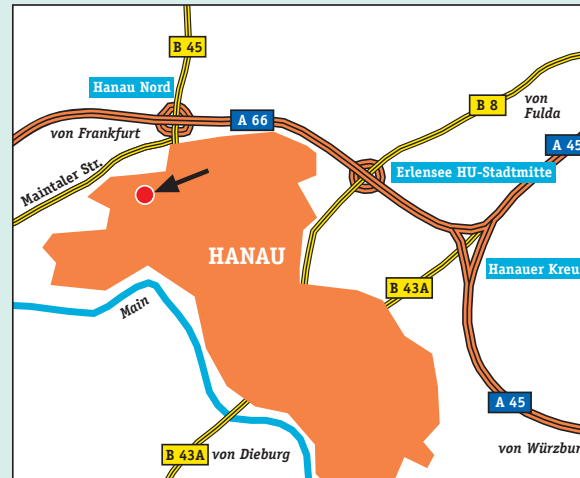 B 45
Hanau Nord
B 8
von
Fulda
A 66
von Frankfurt
A 45
Maintaler Str.
Erlensee HU-Stadtmitte
HANAU
Hanauer Kreu
B 43A
Main
A 45
von Würzbur
B 43A
von Dieburg